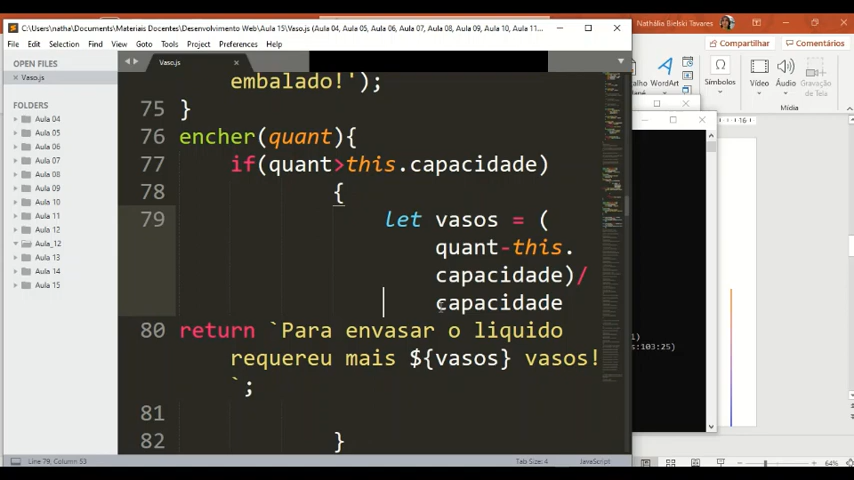 C:\Users\natha\Documents\Materiais Docentes\Desenvolvimento Web\Aula 15\Vaso.js (Aula 04, Aula 05, Aula 06, Aula 07, Aula 08, Aula 09, Aula 10, Aula 11...
Nathália Bielski Tavares
File Edit Selection Find View Goto Tools Project Preferences Help
Compartilhar Comentários
OPEN FILES
Vaso.js
Vaso.js
WordArt
Símbolos
Vídeo
Áudio
Gravação
de Tela
Mídia
FOLDERS
Aula 04
Aula 05
Aula 06
Aula 07
Aula 08
Aula 09
Aula 10
Aula 11
Aula_12
Aula 13
Aula 14
Aula 15
embalado!');
75 }
76 encher(quant){
77 if(quant>this.capacidade)
78 {
79 let vasos = (
quant-this.
capacidade)/
capacidade
80 return `Para envasar o liquido
requereu mais ${vasos} vasos!
`;
81
82 }
16
1)
s:103:25)
Line 79, Column 53
Tab Size: 4
JavaScript
64%